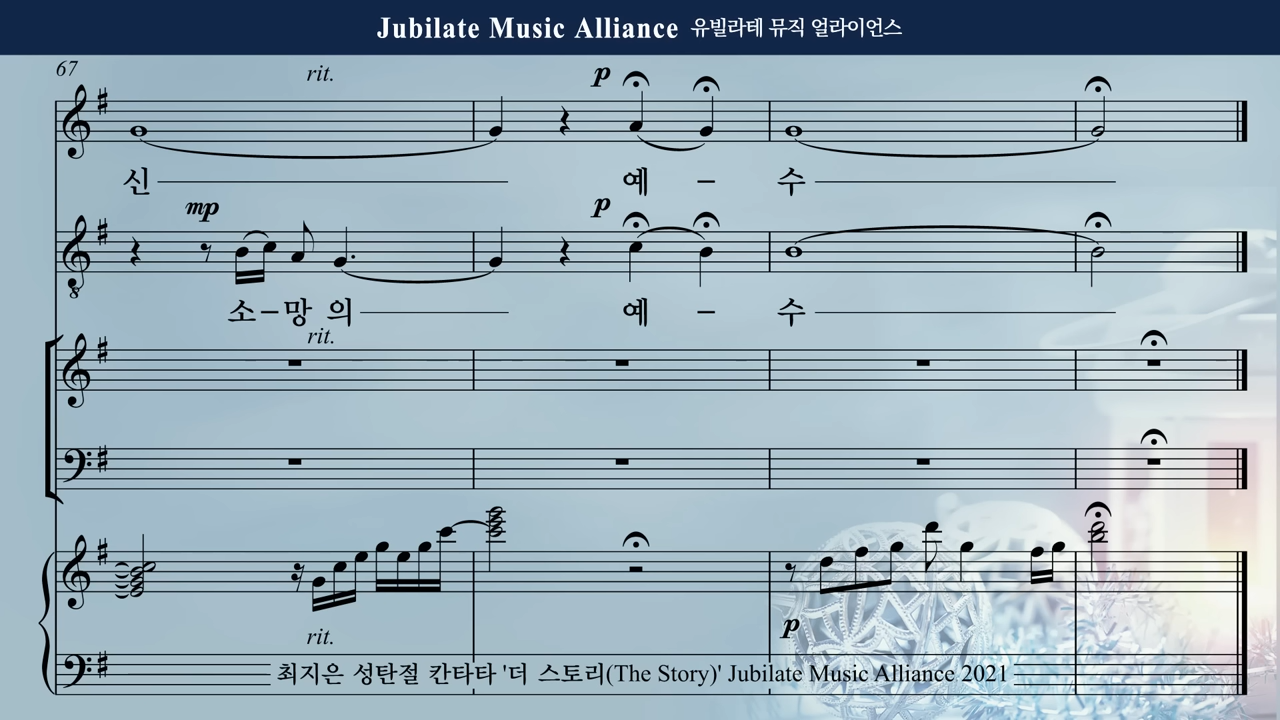 Jubilate Music Alliance 유빌라테 뮤직 얼라이언스
67
rit.
p
신 예 – 수
mp
p
소–망 의 예 – 수
rit.
p
rit.
최지은 성탄절 칸타타 '더 스토리(The Story)' Jubilate Music Alliance 2021